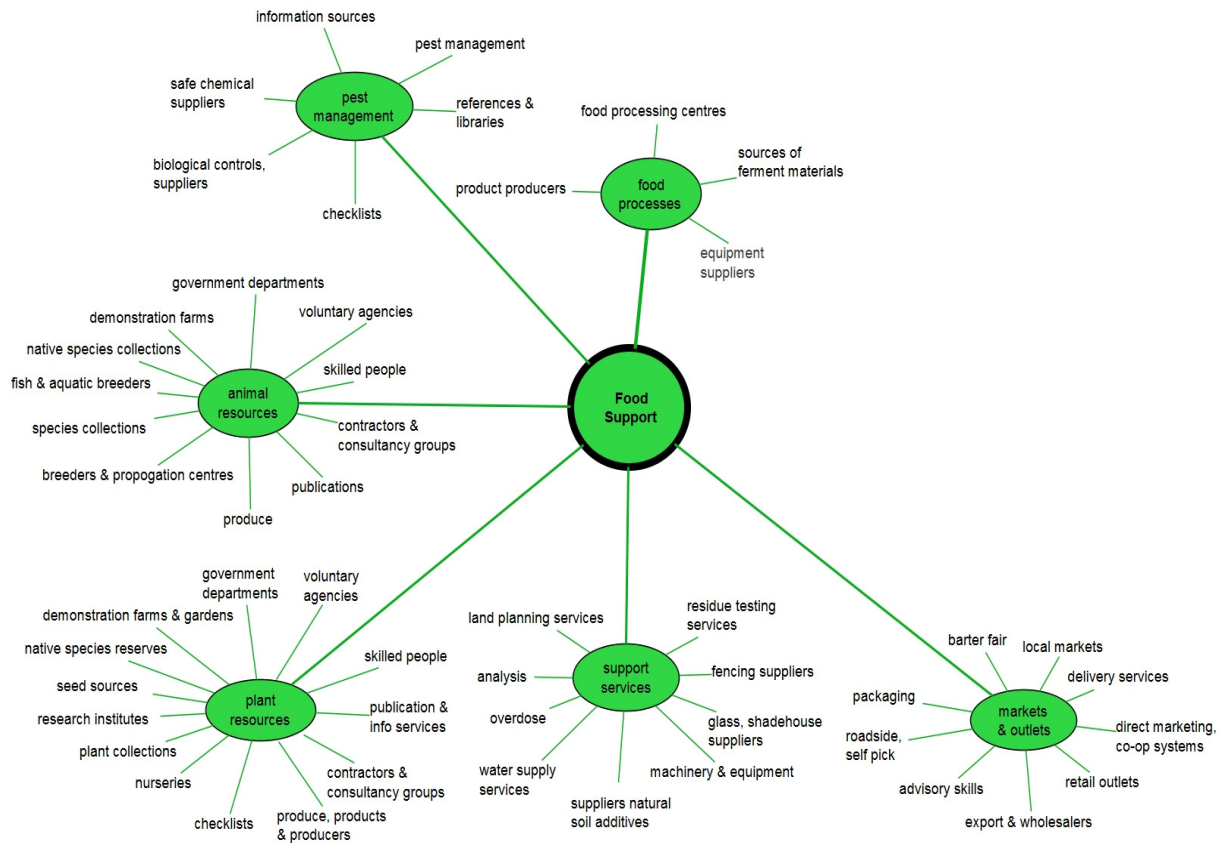 information sources
pest management
safe chemical
suppliers
pest
management
references &
libraries
biological controls,
suppliers
checklists
food processing centres
sources of
ferment materials
product producers
food
processes
equipment
suppliers
government departments
demonstration farms
voluntary agencies
native species collections
skilled people
fish & aquatic breeders
animal
resources
species collections
contractors &
consultancy groups
breeders & propogation centres
publications
produce
Food
Support
government
departments
voluntary
agencies
demonstration farms & gardens
native species reserves
skilled people
seed sources
plant
resources
publication &
info services
research institutes
plant collections
nurseries
contractors &
consultancy groups
checklists
produce, products
& producers
land planning services
residue testing
services
analysis
support
services
fencing suppliers
overdose
glass, shadehouse
suppliers
water supply
services
machinery & equipment
suppliers natural
soil additives
barter fair
local markets
packaging
delivery services
markets
& outlets
roadside,
self pick
direct marketing,
co-op systems
advisory skills
retail outlets
export & wholesalers